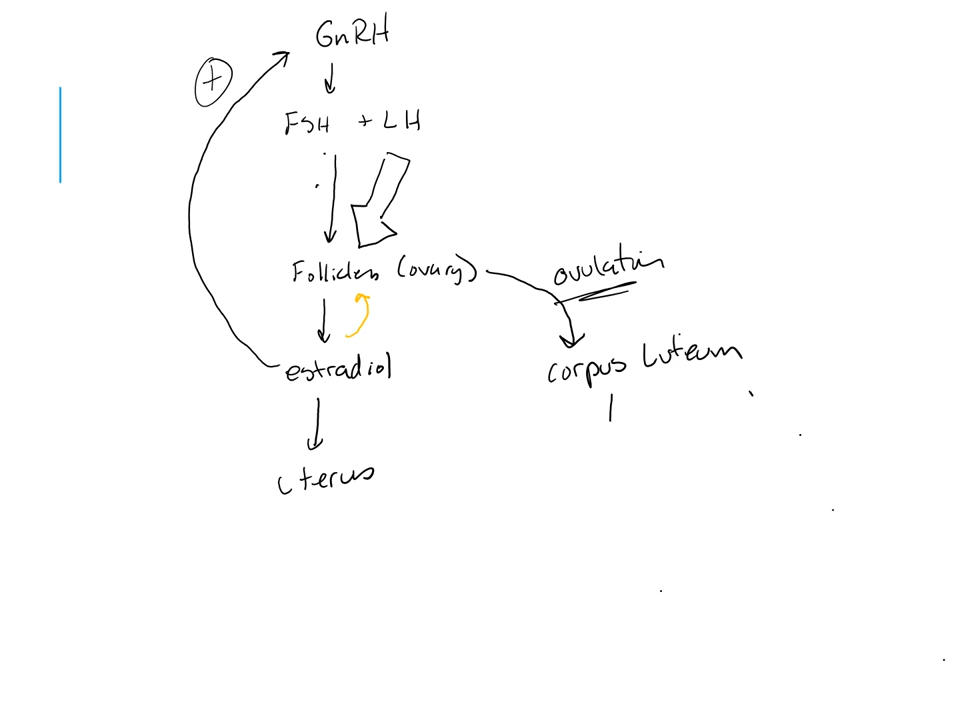 GnRH
+
FSH + LH
Follicles (ovary)
ovulation
estradiol
corpus Luteum
uterus